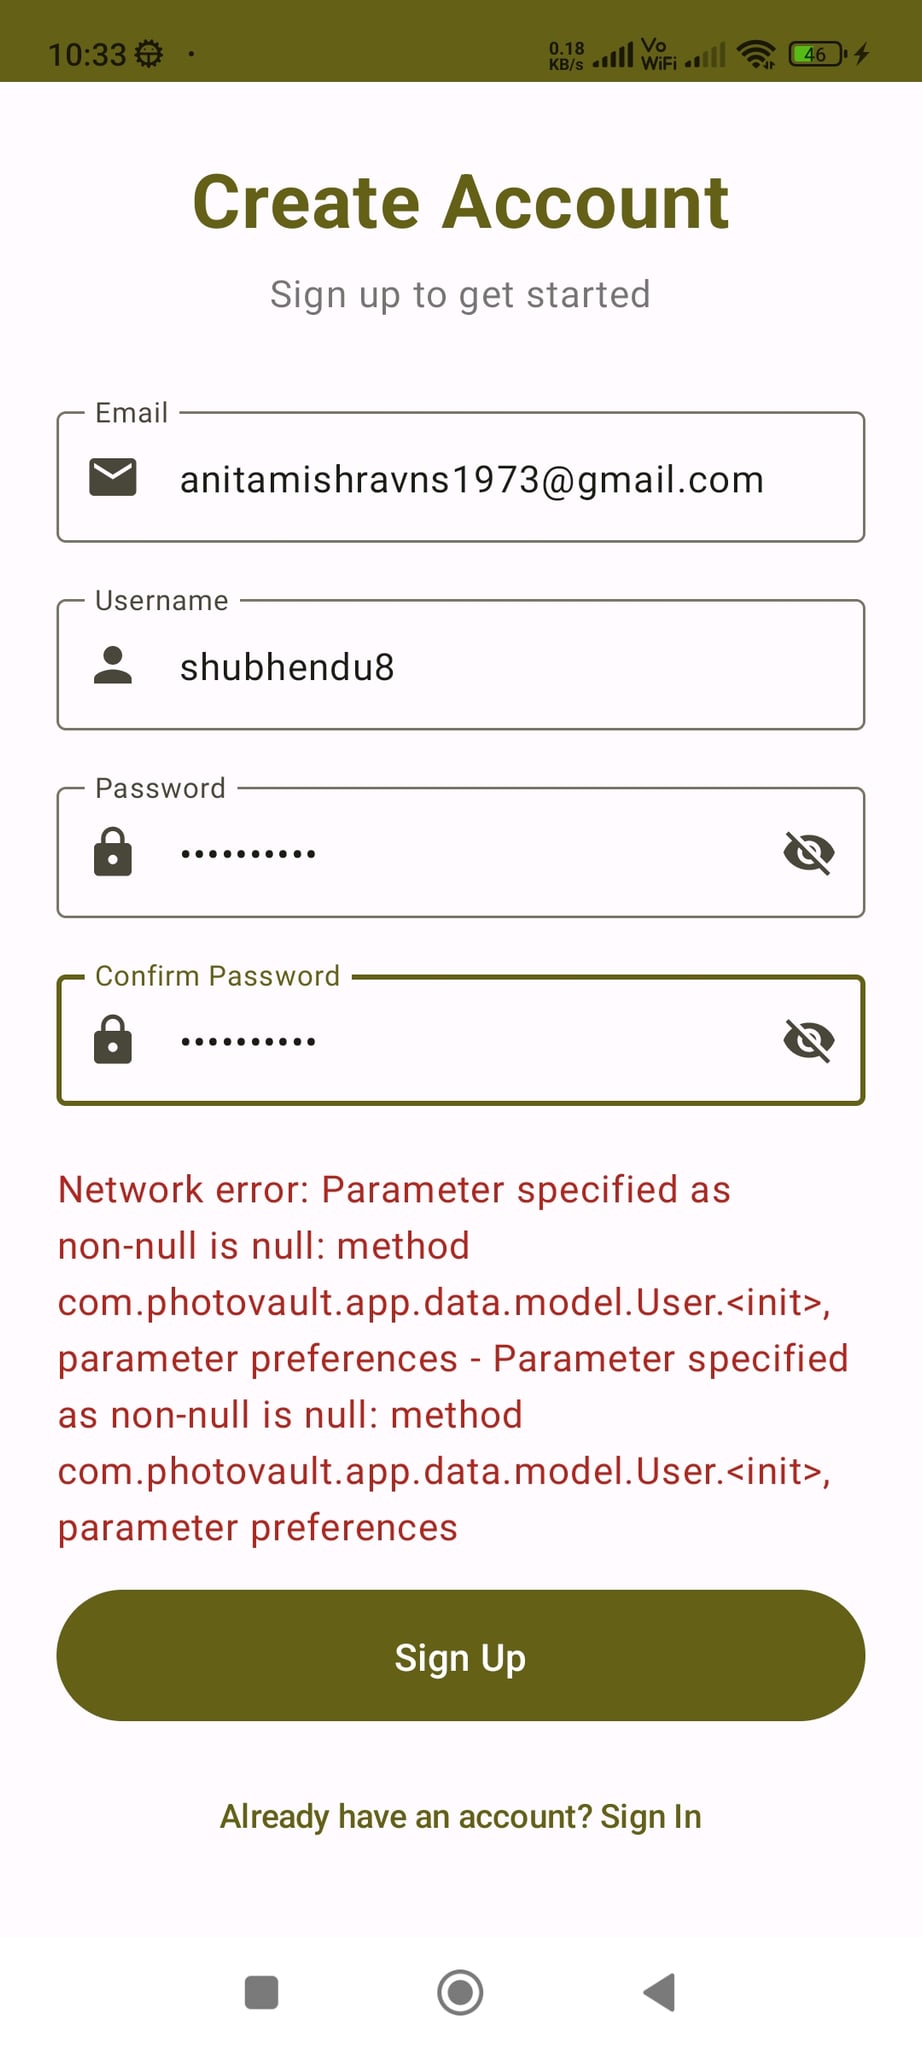 10:33
0.18 KB/s Vo WiFi 46
Create Account
Sign up to get started
Email
anitamishravns1973@gmail.com
Username
shubhendu8
Password
••••••••••
Confirm Password
••••••••••
Network error: Parameter specified as
non-null is null: method
com.photovault.app.data.model.User.<init>,
parameter preferences - Parameter specified
as non-null is null: method
com.photovault.app.data.model.User.<init>,
parameter preferences
Sign Up
Already have an account? Sign In